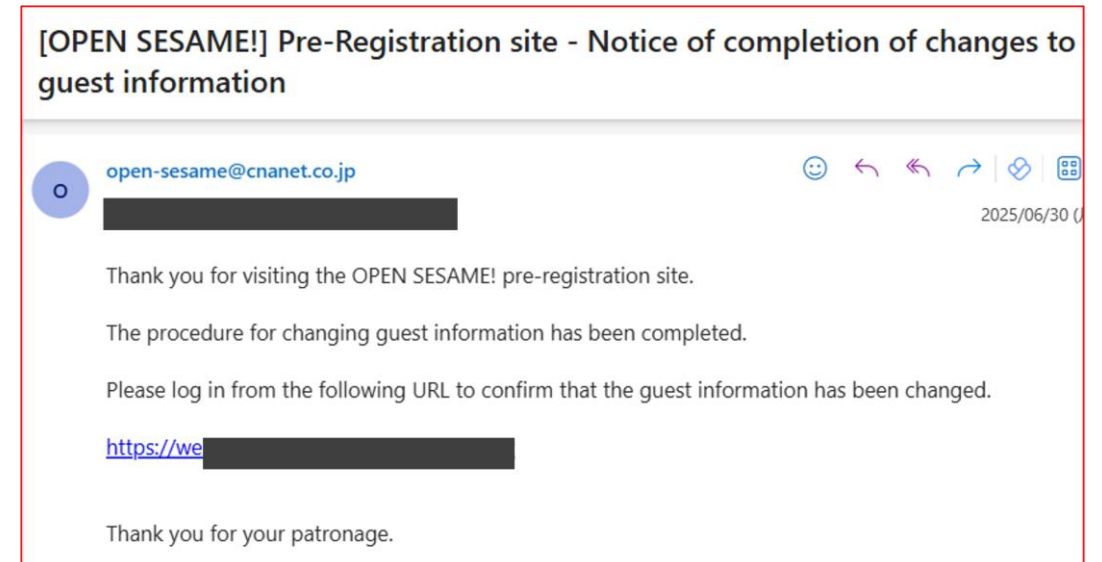 [OPEN SESAME!] Pre-Registration site - Notice of completion of changes to
guest information
O
open-sesame@cnanet.co.jp
2025/06/30
Thank you for visiting the OPEN SESAME! pre-registration site.
The procedure for changing guest information has been completed.
Please log in from the following URL to confirm that the guest information has been changed.
https://we
Thank you for your patronage.